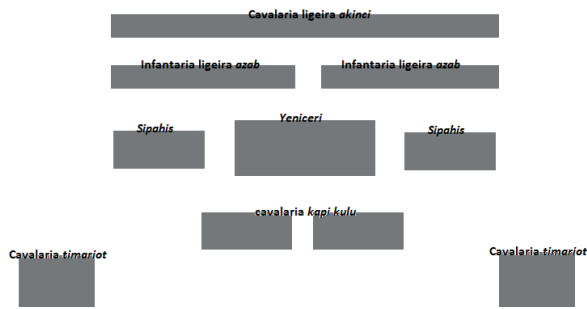 Cavalaria ligeira akinci
Infantaria ligeira azab
Infantaria ligeira azab
Sipahis
Yeniceri
Sipahis
cavalaria kapi kulu
Cavalaria timariot
Cavalaria timariot